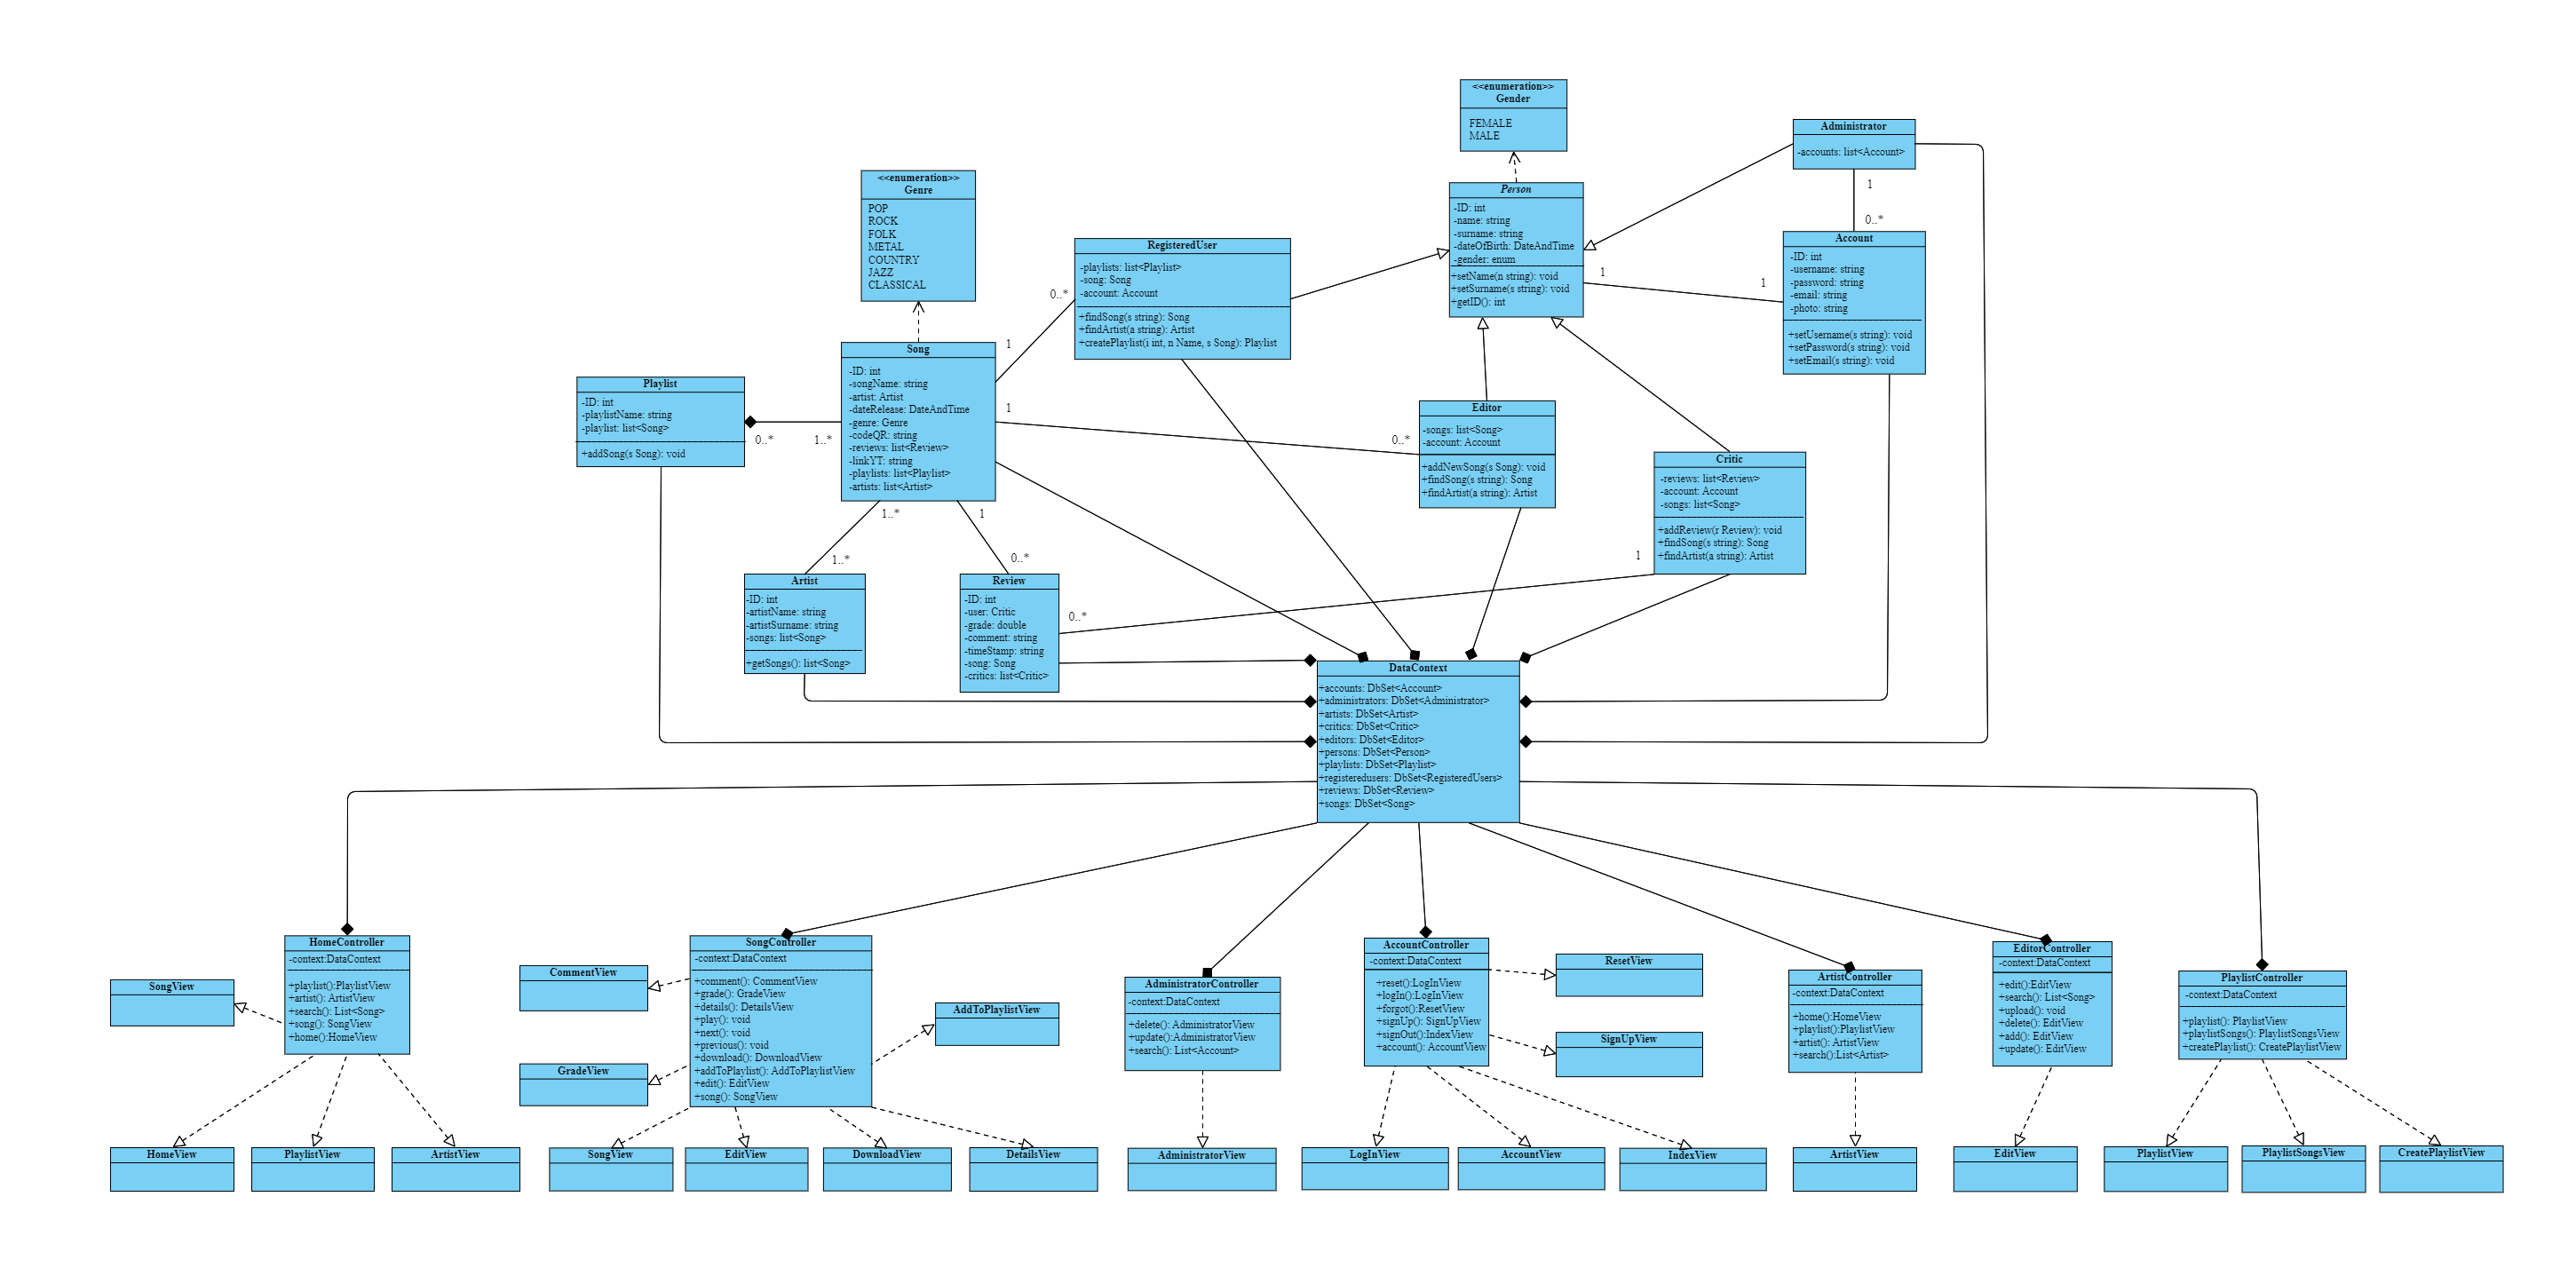 <<enumeration>>
Gender
FEMALE
MALE
Administrator
-accounts: list<Account>
1
0..*
<<enumeration>>
Genre
POP
ROCK
FOLK
METAL
COUNTRY
JAZZ
CLASSICAL
Person
-ID: int
-name: string
-surname: string
-dateOfBirth: DateAndTime
-gender: enum
+setName(n string): void
+setSurname(s string): void
+getID(): int
1
1
Account
-ID: int
-username: string
-password: string
-email: string
-photo: string
+setUsername(s string): void
+setPassword(s string): void
+setEmail(s string): void
RegisteredUser
-playlists: list<Playlist>
-song: Song
-account: Account
+findSong(s string): Song
+findArtist(a string): Artist
+createPlaylist(i int, n Name, s Song): Playlist
0..*
1
Song
-ID: int
-songName: string
-artist: Artist
-dateRelease: DateAndTime
-genre: Genre
-codeQR: string
-reviews: list<Review>
-linkYT: string
-playlists: list<Playlist>
-artists: list<Artist>
1
0..*
Playlist
-ID: int
-playlistName: string
-playlist: list<Song>
+addSong(s Song): void
0..*
1..*
Editor
-songs: list<Song>
-account: Account
+addNewSong(s Song): void
+findSong(s string): Song
+findArtist(a string): Artist
Critic
-reviews: list<Review>
-account: Account
-songs: list<Song>
+addReview(r Review): void
+findSong(s string): Song
+findArtist(a string): Artist
1..*
1
1..*
0..*
1
0..*
Artist
-ID: int
-artistName: string
-artistSurname: string
-songs: list<Song>
+getSongs(): list<Song>
Review
-ID: int
-user: Critic
-grade: double
-comment: string
-timeStamp: string
-song: Song
-critics: list<Critic>
DataContext
+accounts: DbSet<Account>
+administrators: DbSet<Administrator>
+artists: DbSet<Artist>
+critics: DbSet<Critic>
+editors: DbSet<Editor>
+persons: DbSet<Person>
+playlists: DbSet<Playlist>
+registeredusers: DbSet<RegisteredUsers>
+reviews: DbSet<Review>
+songs: DbSet<Song>
HomeController
-context:DataContext
+playlist():PlaylistView
+artist(): ArtistView
+search(): List<Song>
+song(): SongView
+home():HomeView
SongView
HomeView
PlaylistView
ArtistView
SongController
-context:DataContext
+comment(): CommentView
+grade(): GradeView
+details(): DetailsView
+play(): void
+next(): void
+previous(): void
+download(): DownloadView
+addToPlaylist(): AddToPlaylistView
+edit(): EditView
+song(): SongView
CommentView
GradeView
AddToPlaylistView
SongView
EditView
DownloadView
DetailsView
AdministratorController
-context:DataContext
+delete(): AdministratorView
+update():AdministratorView
+search(): List<Account>
AdministratorView
AccountController
-context:DataContext
+reset():LogInView
+logIn():LogInView
+forgot():ResetView
+signUp(): SignUpView
+signOut():IndexView
+account(): AccountView
ResetView
SignUpView
LogInView
AccountView
IndexView
ArtistController
-context:DataContext
+home():HomeView
+playlist():PlaylistView
+artist(): ArtistView
+search():List<Artist>
ArtistView
EditorController
-context:DataContext
+edit():EditView
+search(): List<Song>
+upload(): void
+delete(): EditView
+add(): EditView
+update(): EditView
EditView
PlaylistController
-context:DataContext
+playlist(): PlaylistView
+playlistSongs(): PlaylistSongsView
+createPlaylist(): CreatePlaylistView
PlaylistView
PlaylistSongsView
CreatePlaylistView